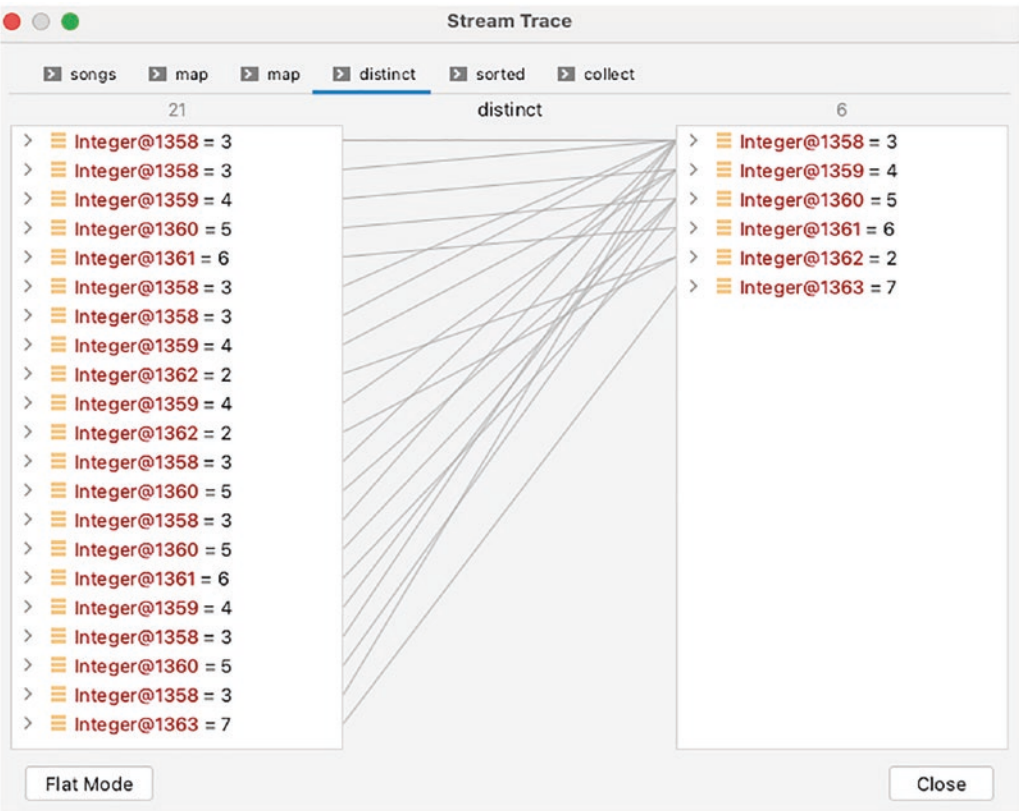 Stream Trace
songs map map distinct sorted collect
21 distinct 6
Integer@1358 = 3
Integer@1358 = 3
Integer@1359 = 4
Integer@1360 = 5
Integer@1361 = 6
Integer@1358 = 3
Integer@1358 = 3
Integer@1359 = 4
Integer@1362 = 2
Integer@1359 = 4
Integer@1362 = 2
Integer@1358 = 3
Integer@1360 = 5
Integer@1358 = 3
Integer@1360 = 5
Integer@1361 = 6
Integer@1359 = 4
Integer@1358 = 3
Integer@1360 = 5
Integer@1358 = 3
Integer@1363 = 7
Integer@1358 = 3
Integer@1359 = 4
Integer@1360 = 5
Integer@1361 = 6
Integer@1362 = 2
Integer@1363 = 7
Flat Mode
Close